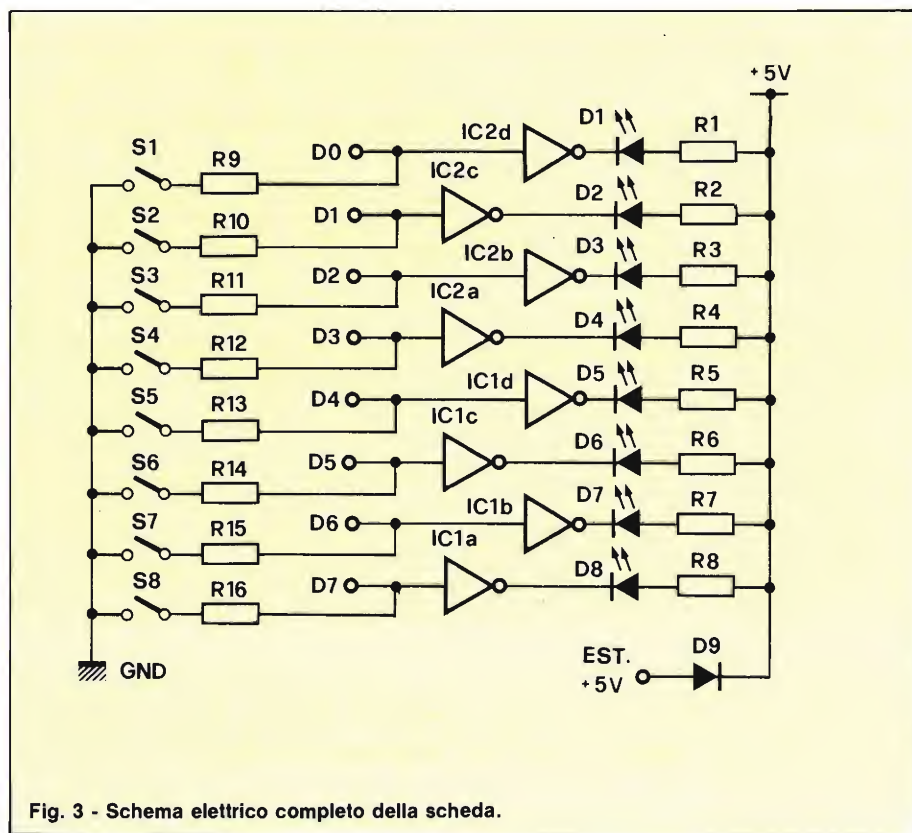 +5V
S1 R9 D0 IC2d D1 R1
S2 R10 D1 IC2c D2 R2
S3 R11 D2 IC2b D3 R3
S4 R12 D3 IC2a D4 R4
S5 R13 D4 IC1d D5 R5
S6 R14 D5 IC1c D6 R6
S7 R15 D6 IC1b D7 R7
S8 R16 D7 IC1a D8 R8
GND
EST. +5V D9
Fig. 3 - Schema elettrico completo della scheda.